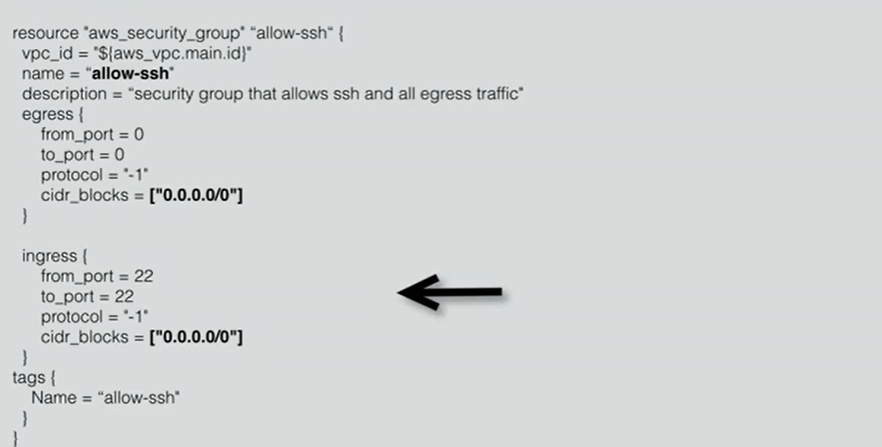 resource "aws_security_group" “allow-ssh“ {
vpc_id = "${aws_vpc.main.id}"
name = “allow-ssh"
description = “security group that allows ssh and all egress traffic"
egress {
from_port = 0
to_port = 0
protocol = "-1"
cidr_blocks = ["0.0.0.0/0"]
}
ingress {
from_port = 22
to_port = 22
protocol = "-1"
cidr_blocks = ["0.0.0.0/0"]
}
tags {
Name = “allow-ssh"
}
}